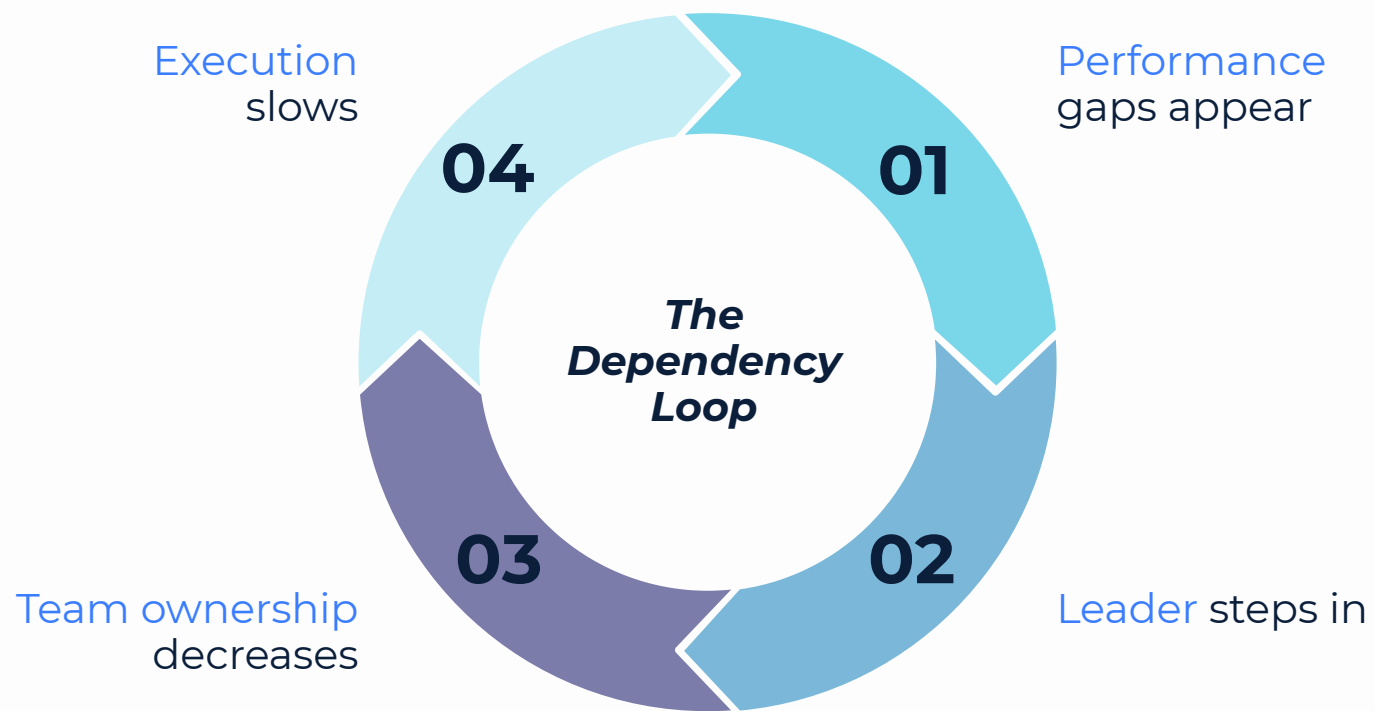 The
Dependency
Loop
01
Performance
gaps appear
02
Leader steps in
03
Team ownership
decreases
04
Execution
slows